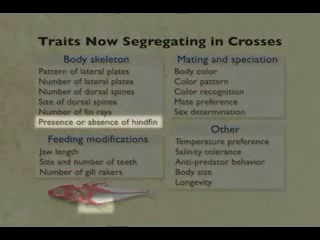 Traits Now Segregating in Crosses
Body skeleton
Pattern of lateral plates
Number of lateral plates
Number of dorsal spines
Size of dorsal spines
Number of fin rays
Presence or absence of hindfin
Feeding modifications
Jaw length
Size and number of teeth
Number of gill rakers
Mating and speciation
Body color
Color pattern
Color recognition
Mate preference
Sex determination
Other
Temperature preference
Salinity tolerance
Anti-predator behavior
Body size
Longevity